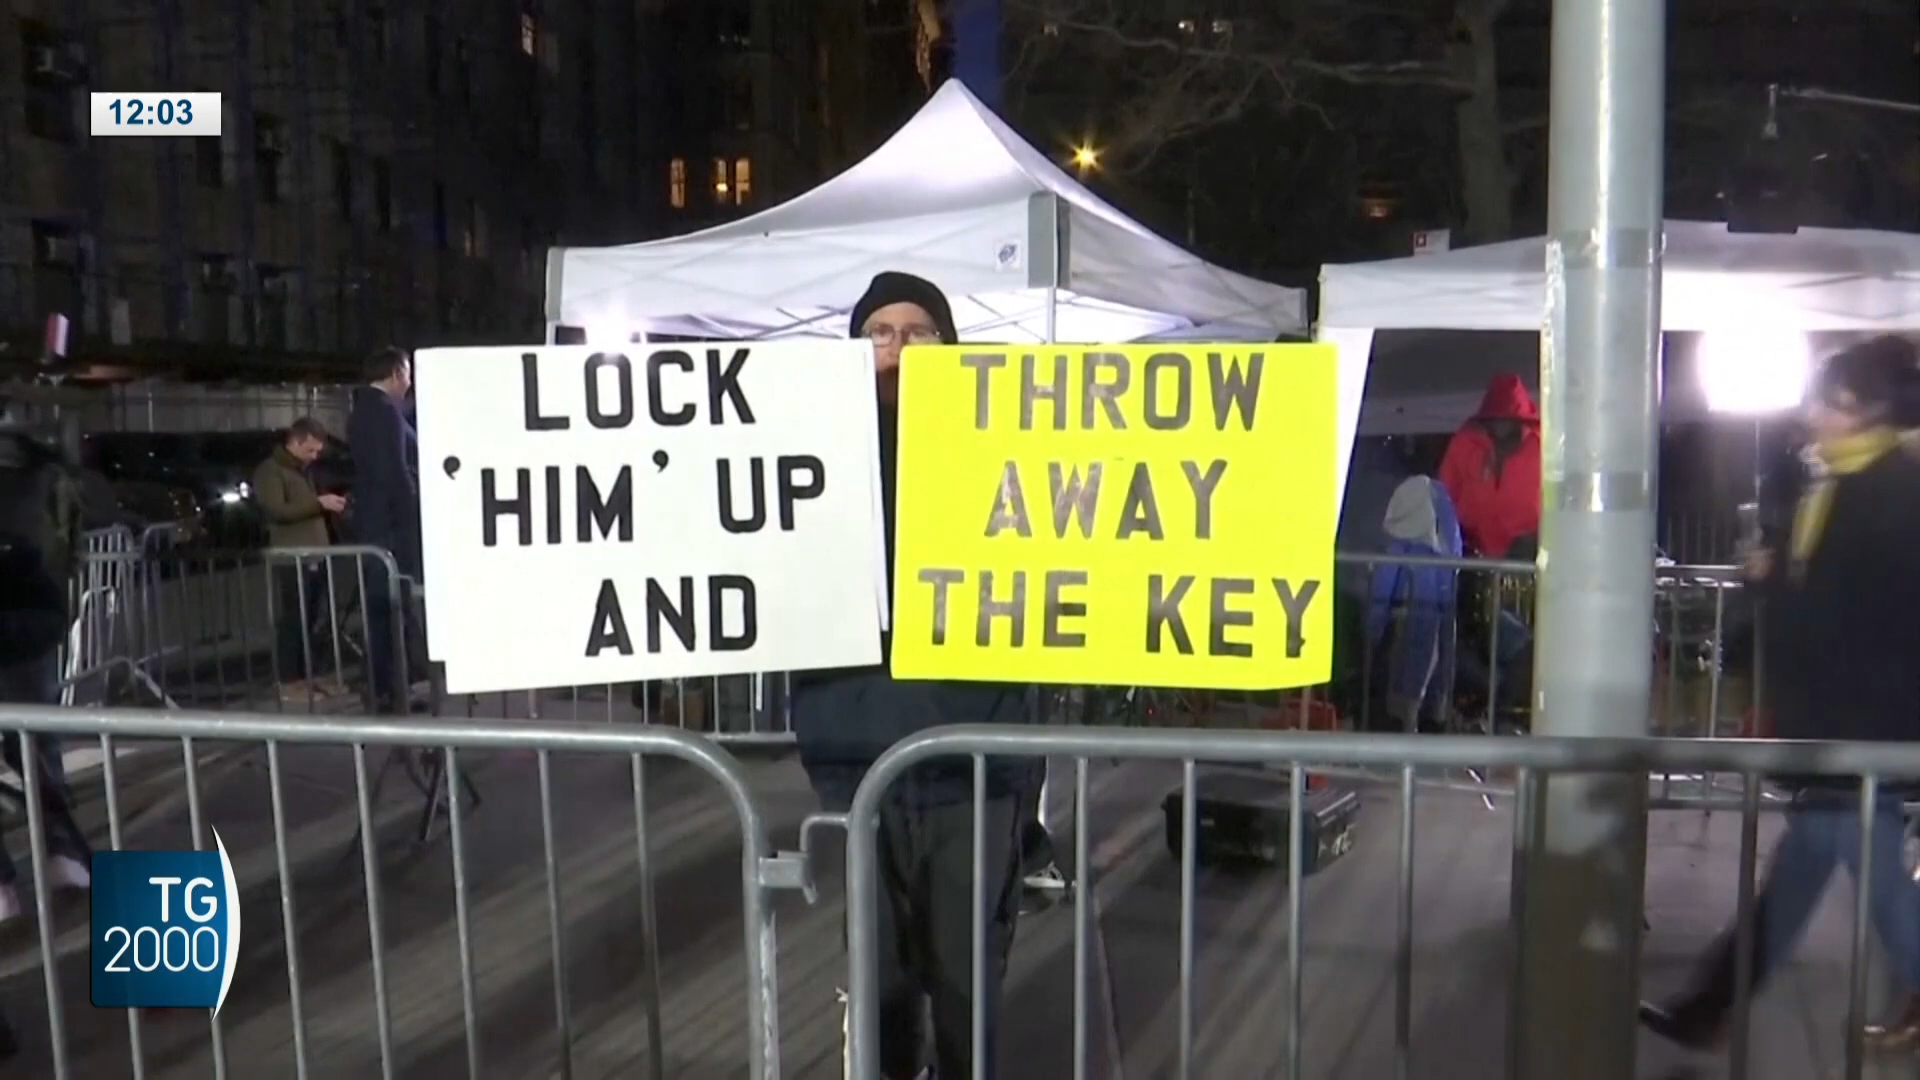 12:03
LOCK
'HIM' UP
AND
THROW
AWAY
THE KEY
TG
2000